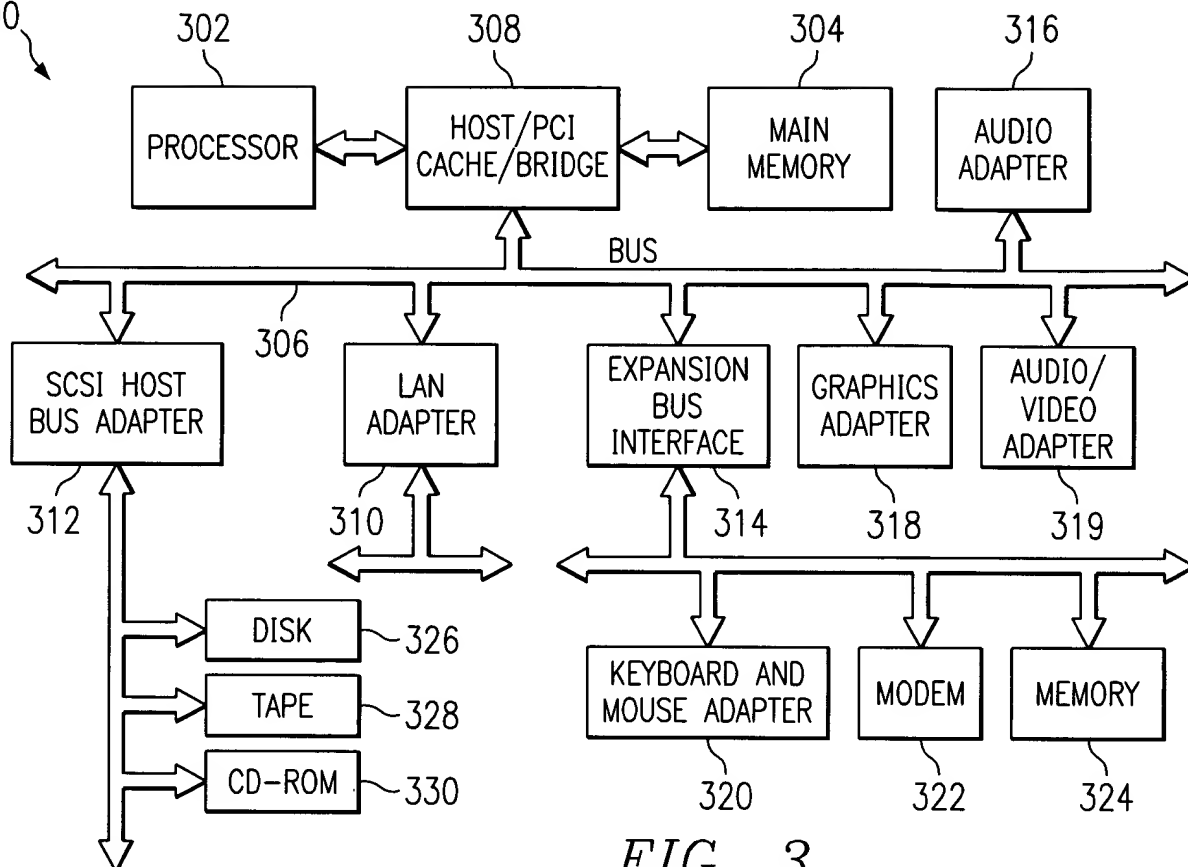 0
302
308
304
316
PROCESSOR
HOST/PCI
CACHE/BRIDGE
MAIN
MEMORY
AUDIO
ADAPTER
BUS
306
SCSI HOST
BUS ADAPTER
LAN
ADAPTER
EXPANSION
BUS
INTERFACE
GRAPHICS
ADAPTER
AUDIO/
VIDEO
ADAPTER
312
310
314
318
319
DISK
326
TAPE
328
CD-ROM
330
KEYBOARD AND
MOUSE ADAPTER
MODEM
MEMORY
320
322
324
FIG. 3